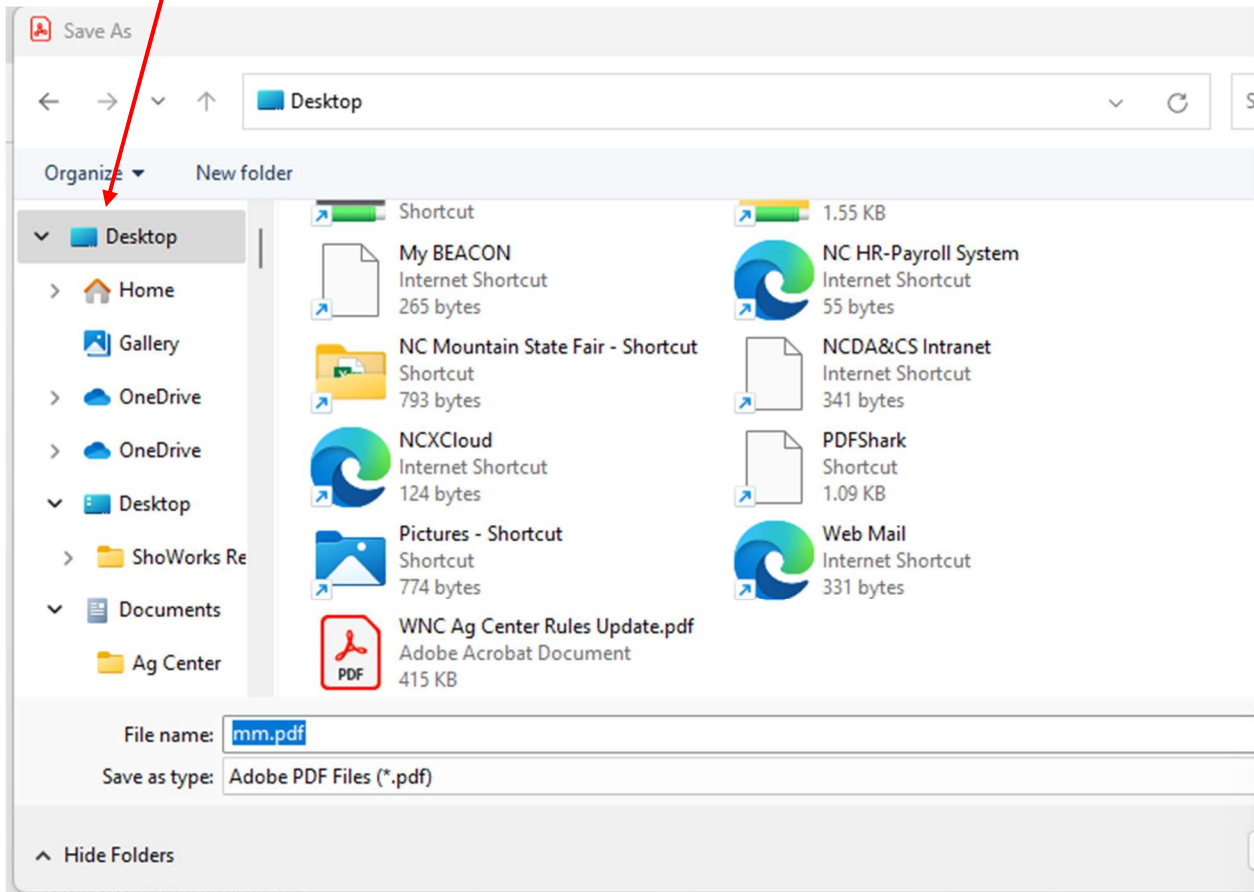 Save As
Desktop
S
Organize
New folder
Desktop
Home
Gallery
OneDrive
OneDrive
Desktop
ShoWorks Re
Documents
Ag Center
Shortcut
1.55 KB
My BEACON
Internet Shortcut
265 bytes
NC HR-Payroll System
Internet Shortcut
55 bytes
NC Mountain State Fair - Shortcut
Shortcut
793 bytes
NCDA&CS Intranet
Internet Shortcut
341 bytes
NCXCloud
Internet Shortcut
124 bytes
PDFShark
Shortcut
1.09 KB
Pictures - Shortcut
Shortcut
774 bytes
Web Mail
Internet Shortcut
331 bytes
PDF
WNC Ag Center Rules Update.pdf
Adobe Acrobat Document
415 KB
File name: mm.pdf
Save as type: Adobe PDF Files (*.pdf)
Hide Folders